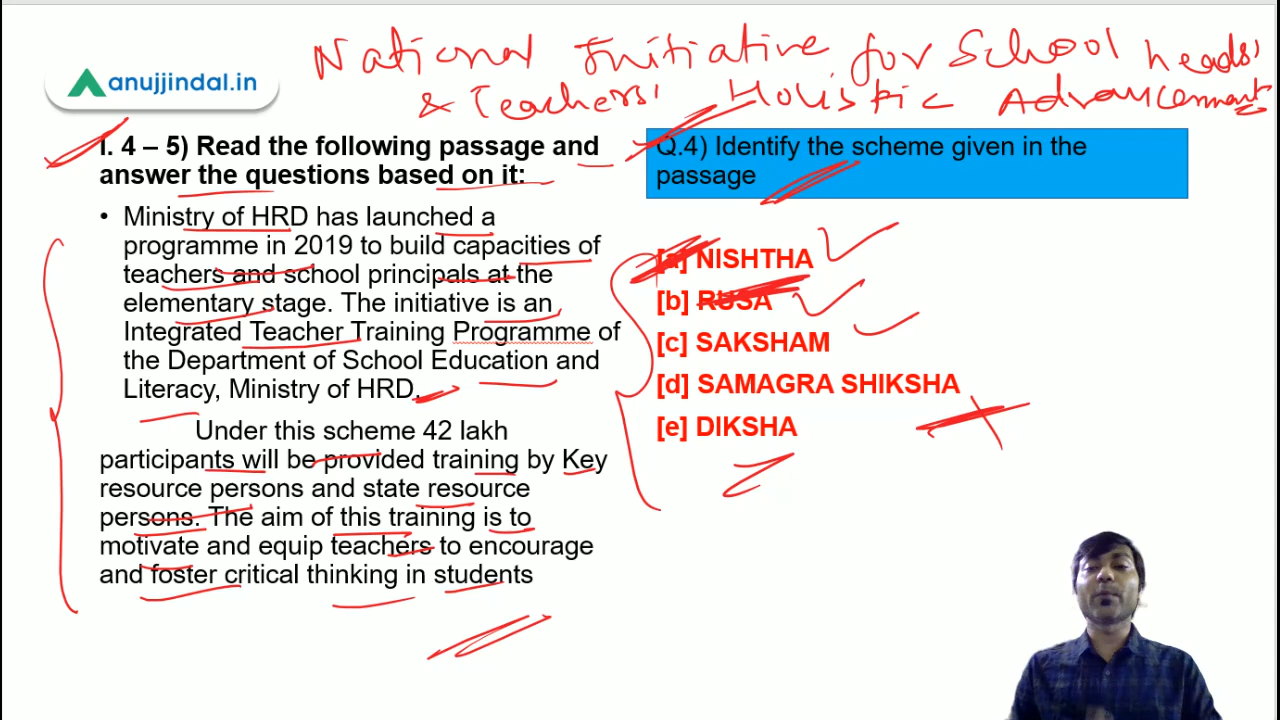 National Initiative for School heads'
& Teachers' Holistic Advancement
anujjindal.in
I. 4 – 5) Read the following passage and
answer the questions based on it:
• Ministry of HRD has launched a
programme in 2019 to build capacities of
teachers and school principals at the
elementary stage. The initiative is an
Integrated Teacher Training Programme of
the Department of School Education and
Literacy, Ministry of HRD.
Under this scheme 42 lakh
participants will be provided training by Key
resource persons and state resource
persons. The aim of this training is to
motivate and equip teachers to encourage
and foster critical thinking in students
Q.4) Identify the scheme given in the
passage
[a] NISHTHA
[b] RUSA
[c] SAKSHAM
[d] SAMAGRA SHIKSHA
[e] DIKSHA